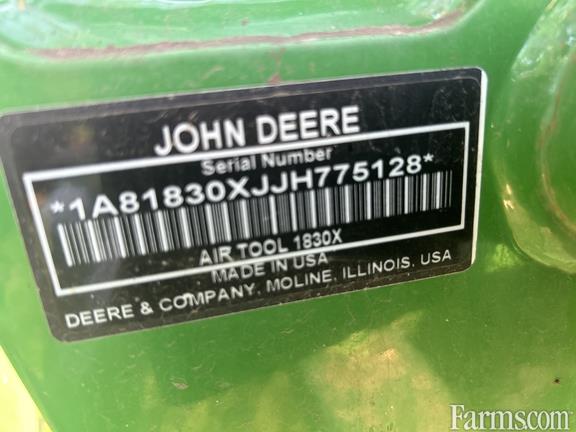 JOHN DEERE
Serial Number
*1A81830XJJH775128*
AIR TOOL 1830X
MADE IN USA
DEERE & COMPANY, MOLINE, ILLINOIS, USA
Farms.com®